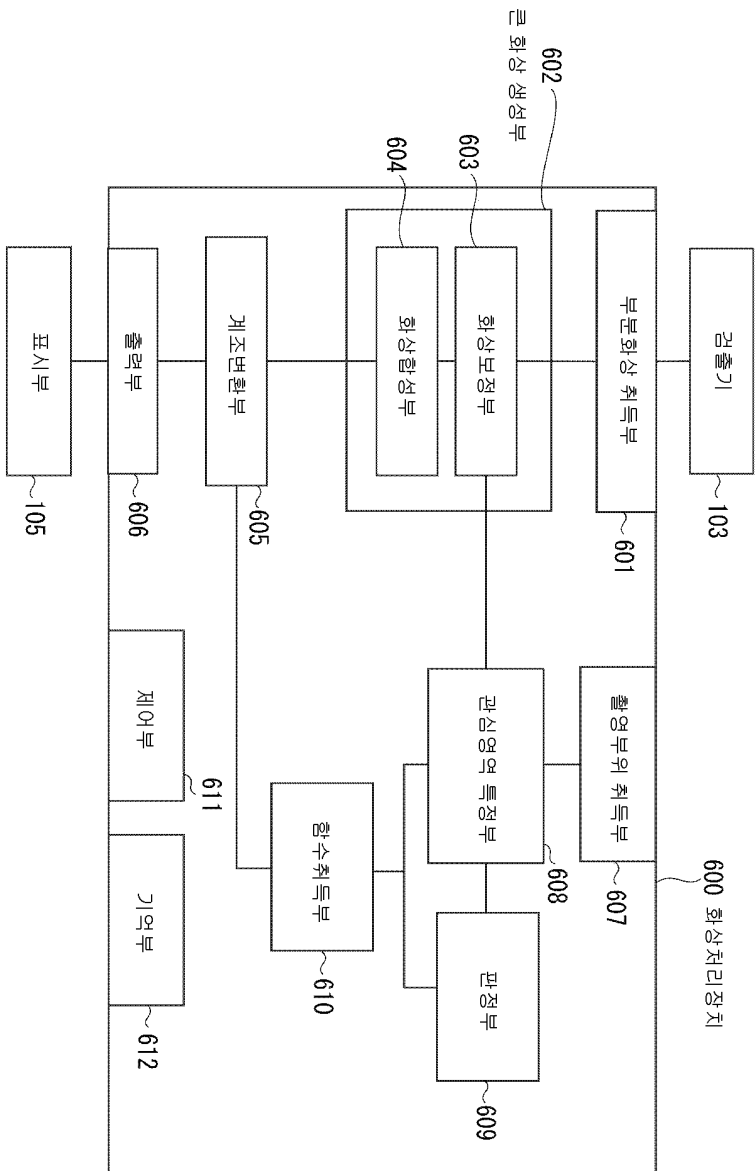 600 화상처리장치
검출기
103
부분화상 취득부
601
촬영부위 취득부
607
602
큰 화상 생성부
603
화상보정부
604
화상합성부
관심영역 특정부
608
판정부
609
함수취득부
610
계조변환부
605
출력부
606
제어부
611
기억부
612
표시부
105